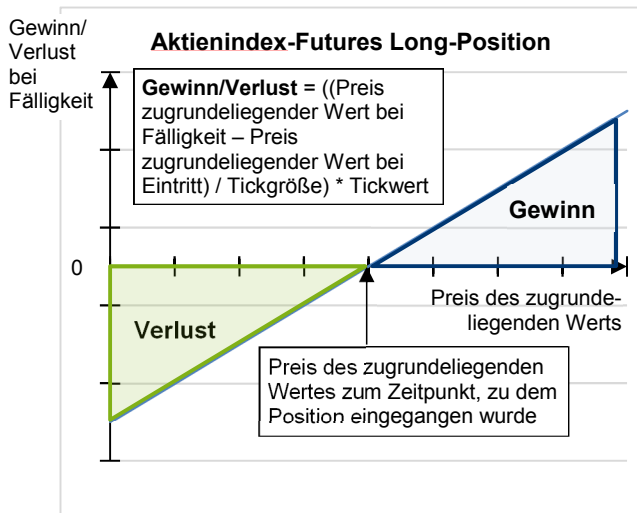 Gewinn/
Verlust
bei
Fälligkeit
Aktienindex-Futures Long-Position
Gewinn/Verlust = ((Preis
zugrundeliegender Wert bei
Fälligkeit – Preis
zugrundeliegender Wert bei
Eintritt) / Tickgröße) * Tickwert
Gewinn
0
Preis des zugrunde-
liegenden Werts
Verlust
Preis des zugrundeliegenden
Wertes zum Zeitpunkt, zu dem
Position eingegangen wurde